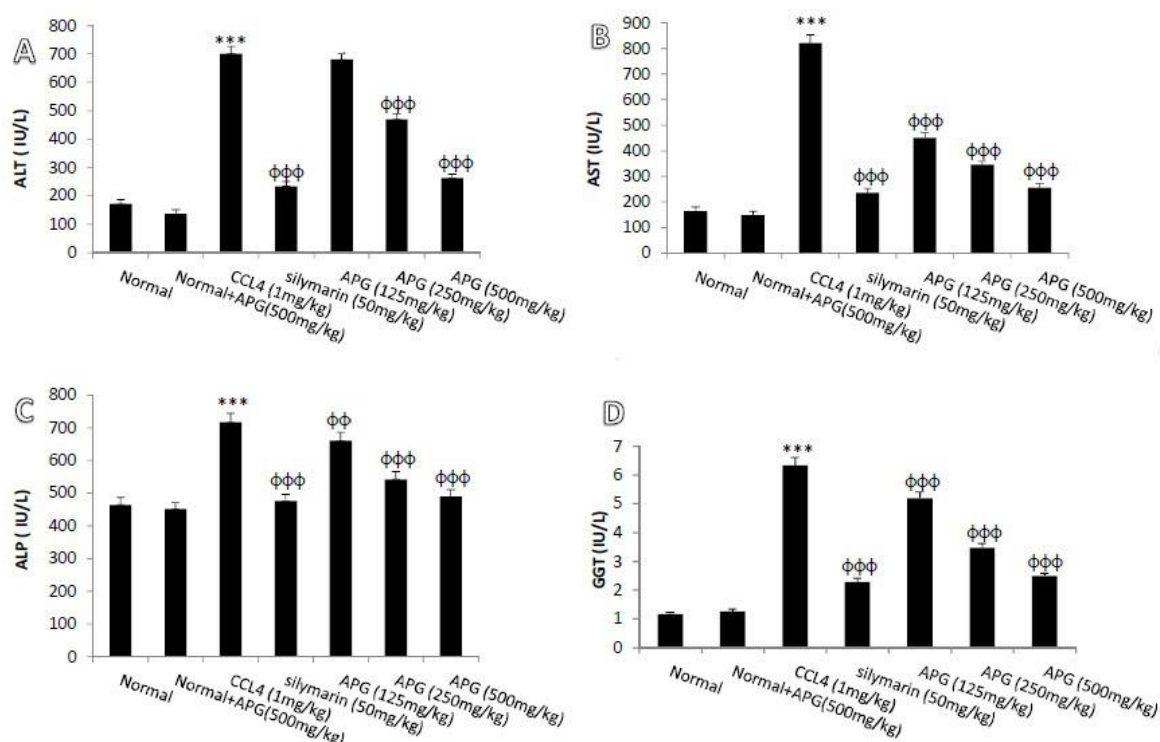 A
ALT (IU/L)
800
700
600
500
400
300
200
100
0
***
ϕϕϕ
ϕϕϕ
ϕϕϕ
Normal
Normal+APG(500mg/kg)
CCL4 (1mg/kg)
silymarin (50mg/kg)
APG (125mg/kg)
APG (250mg/kg)
APG (500mg/kg)
B
AST (IU/L)
900
800
700
600
500
400
300
200
100
0
***
ϕϕϕ
ϕϕϕ
ϕϕϕ
ϕϕϕ
Normal
Normal+APG(500mg/kg)
CCL4 (1mg/kg)
silymarin (50mg/kg)
APG (125mg/kg)
APG (250mg/kg)
APG (500mg/kg)
C
ALP ( IU/L)
800
700
600
500
400
300
200
100
0
***
ϕϕϕ
ϕϕ
ϕϕϕ
ϕϕϕ
Normal
Normal+APG(500mg/kg)
CCL4 (1mg/kg)
silymarin (50mg/kg)
APG (125mg/kg)
APG (250mg/kg)
APG (500mg/kg)
D
GGT (IU/L)
7
6
5
4
3
2
1
0
***
ϕϕϕ
ϕϕϕ
ϕϕϕ
ϕϕϕ
Normal
Normal+APG(500mg/kg)
CCL4 (1mg/kg)
silymarin (50mg/kg)
APG (125mg/kg)
APG (250mg/kg)
APG (500mg/kg)